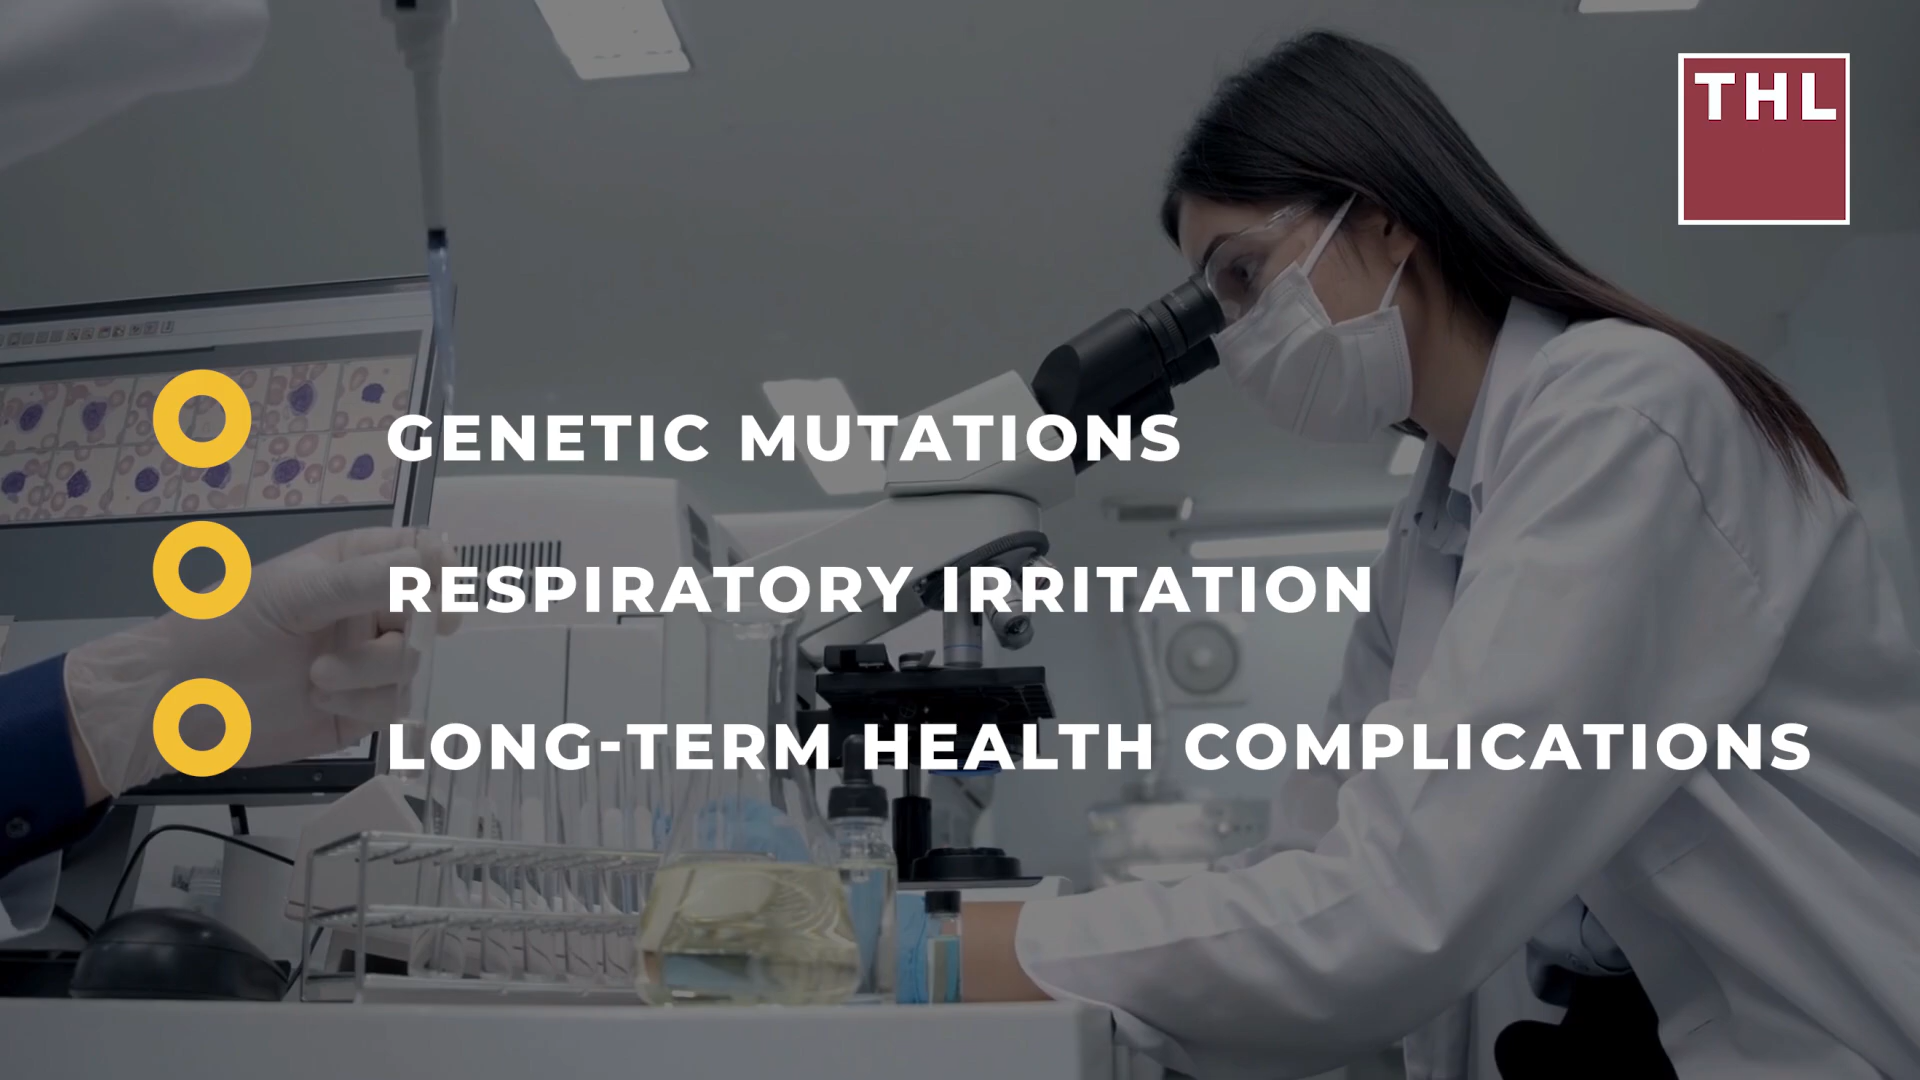 THL
GENETIC MUTATIONS
RESPIRATORY IRRITATION
LONG-TERM HEALTH COMPLICATIONS